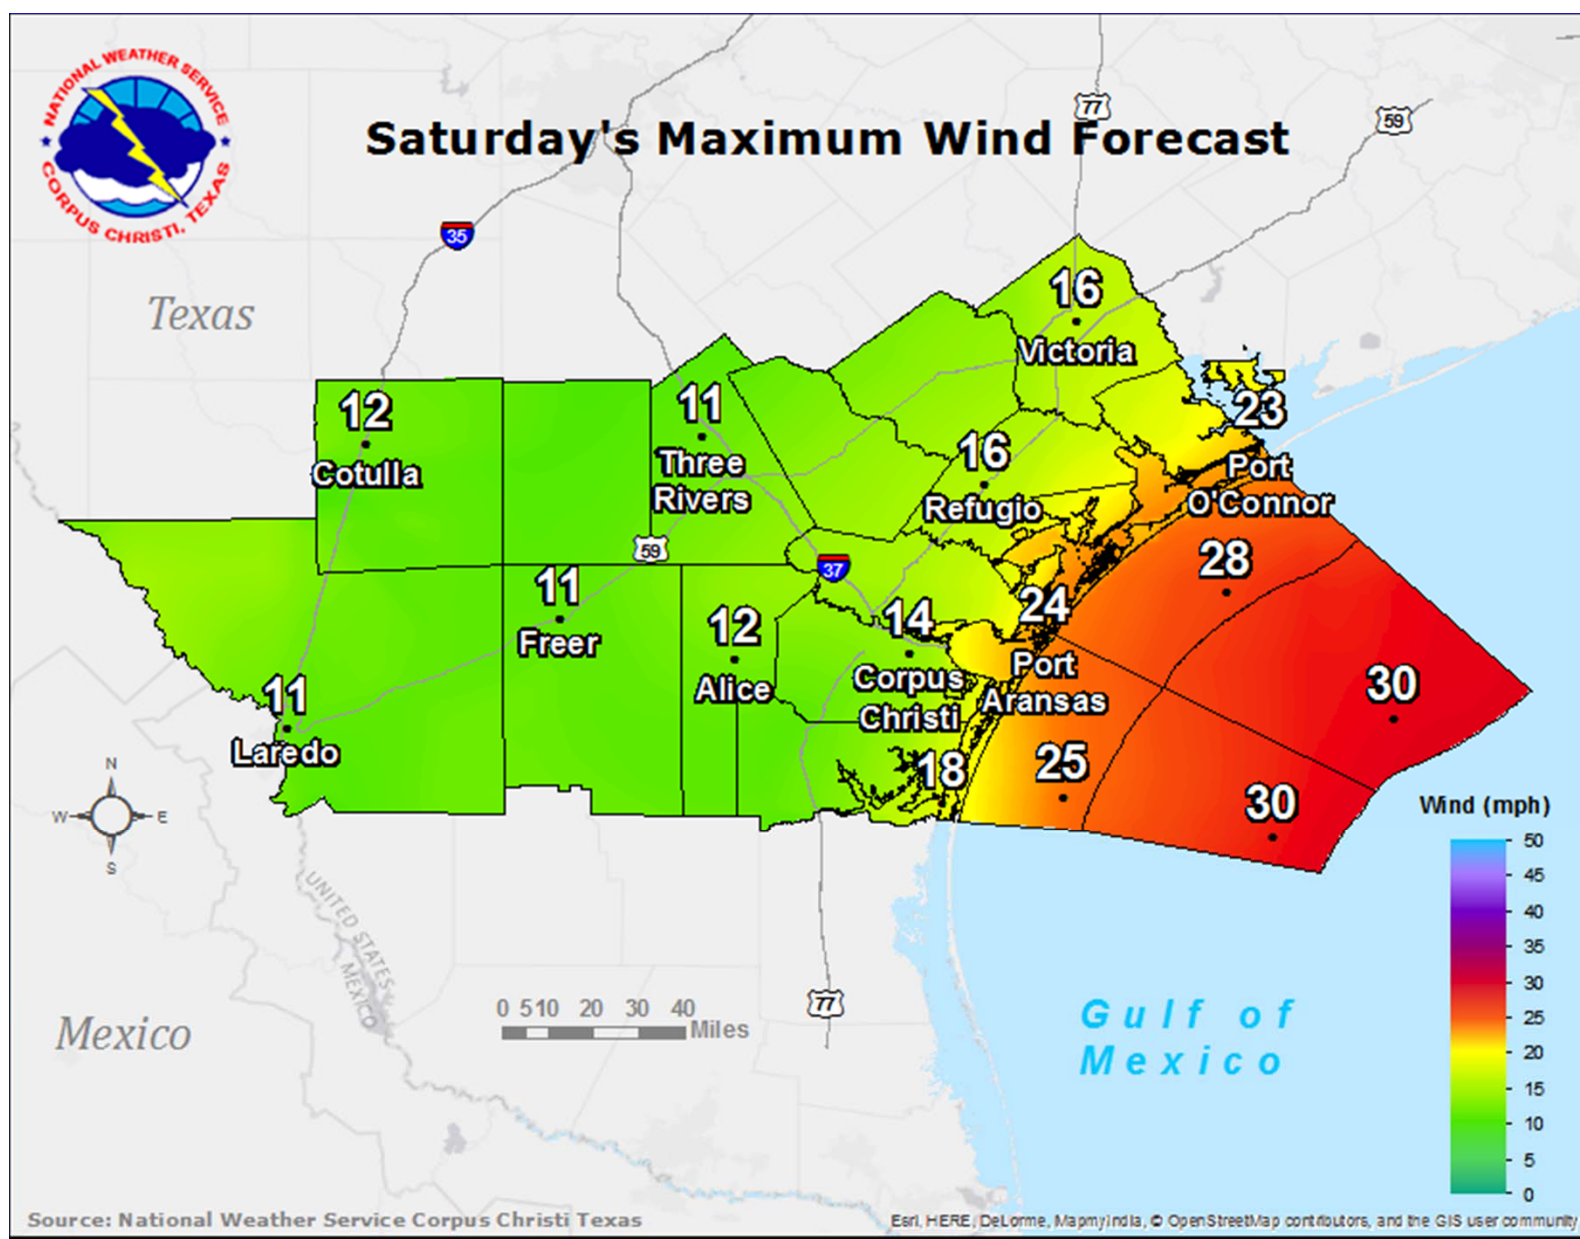 NATIONAL WEATHER SERVICE
CORPUS CHRISTI, TEXAS
Saturday's Maximum Wind Forecast
77
59
35
Texas
16
Victoria
12
Cotulla
11
Three
Rivers
23
Port
O'Connor
16
Refugio
59
37
28
11
Freer
12
Alice
14
Corpus
Christi
24
Port
Aransas
11
Laredo
30
18
25
30
N
W
E
S
Wind (mph)
50
45
40
35
30
25
20
15
10
5
0
UNITED STATES
MEXICO
Mexico
0 5 10 20 30 40
Miles
77
Gulf of
Mexico
Source: National Weather Service Corpus Christi Texas
Esri, HERE, DeLorme, MapmyIndia, © OpenStreetMap contributors, and the GIS user community